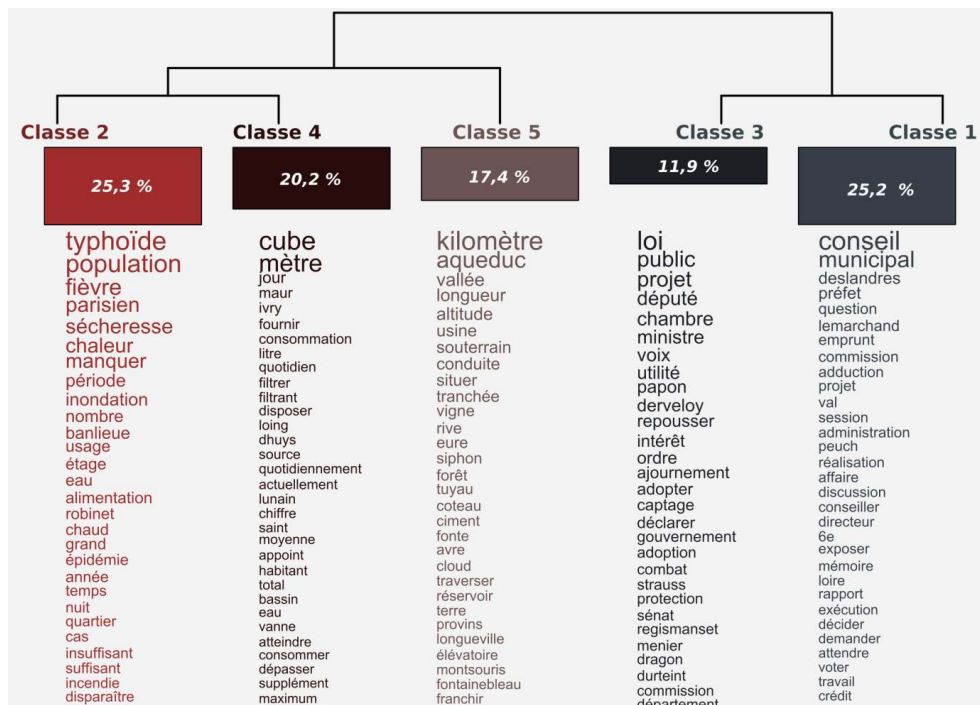 Classe 2
Classe 4
Classe 5
Classe 3
Classe 1
25,3 %
20,2 %
17,4 %
11,9 %
25,2 %
typhoïde
population
fièvre
parisien
sécheresse
chaleur
manquer
période
inondation
nombre
banlieue
usage
étage
eau
alimentation
robinet
chaud
grand
épidémie
année
temps
nuit
quartier
cas
insuffisant
suffisant
incendie
disparaître
cube
mètre
jour
maur
ivry
fournir
consommation
litre
quotidien
filtrer
filtrant
disposer
loing
dhuys
source
quotidiennement
actuellement
lunain
chiffre
saint
moyenne
appoint
habitant
total
bassin
eau
vanne
atteindre
consommer
dépasser
supplément
maximum
kilomètre
aqueduc
vallée
longueur
altitude
usine
souterrain
conduite
situer
tranchée
vigne
rive
eure
siphon
forêt
tuyau
coteau
ciment
fonte
avre
cloud
traverser
réservoir
terre
provins
longueville
élévatoire
montsouris
fontainebleau
franchir
loi
public
projet
député
chambre
ministre
voix
utilité
papon
derveloy
repousser
intérêt
ordre
ajournement
adopter
captage
déclarer
gouvernement
adoption
combat
strauss
protection
sénat
regismanset
menier
dragon
durteint
commission
département
conseil
municipal
deslandres
préfet
question
lemarchand
emprunt
commission
adduction
projet
val
session
administration
peuch
réalisation
affaire
discussion
conseiller
directeur
6e
exposer
mémoire
loire
rapport
exécution
décider
demander
attendre
voter
travail
crédit